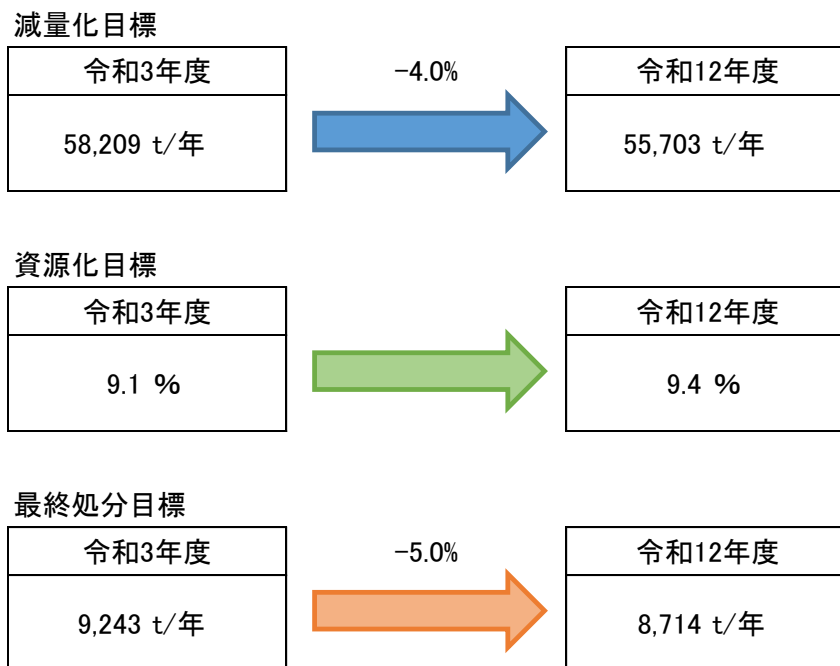 減量化目標
令和3年度 -4.0% 令和12年度
58,209 t/年 55,703 t/年
資源化目標
令和3年度 令和12年度
9.1 % 9.4 %
最終処分目標
令和3年度 -5.0% 令和12年度
9,243 t/年 8,714 t/年